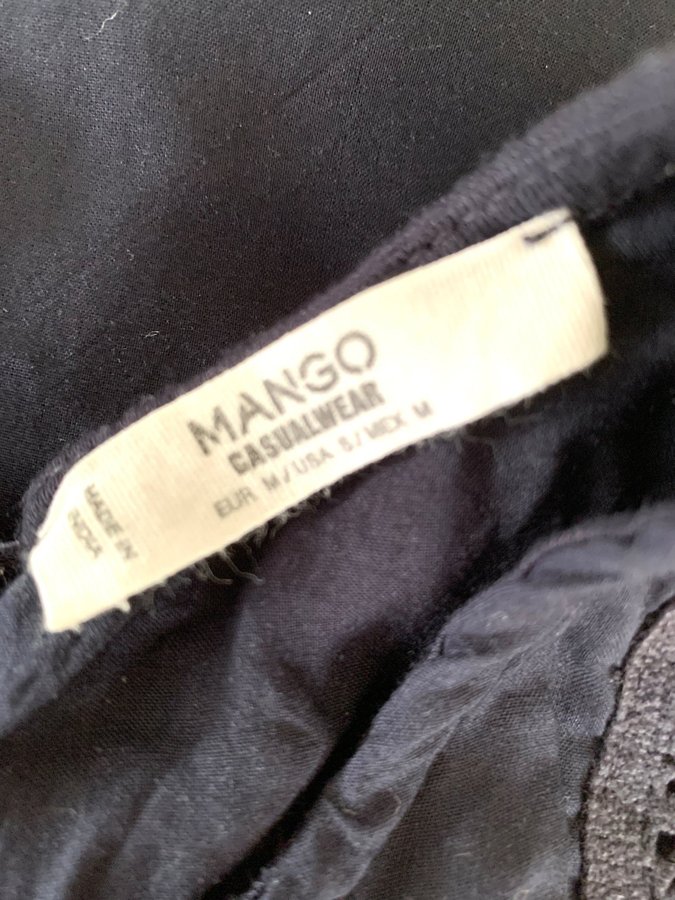 MANGO
CASUALWEAR
EUR M/USA S/MEX M
MADE IN
INDIA